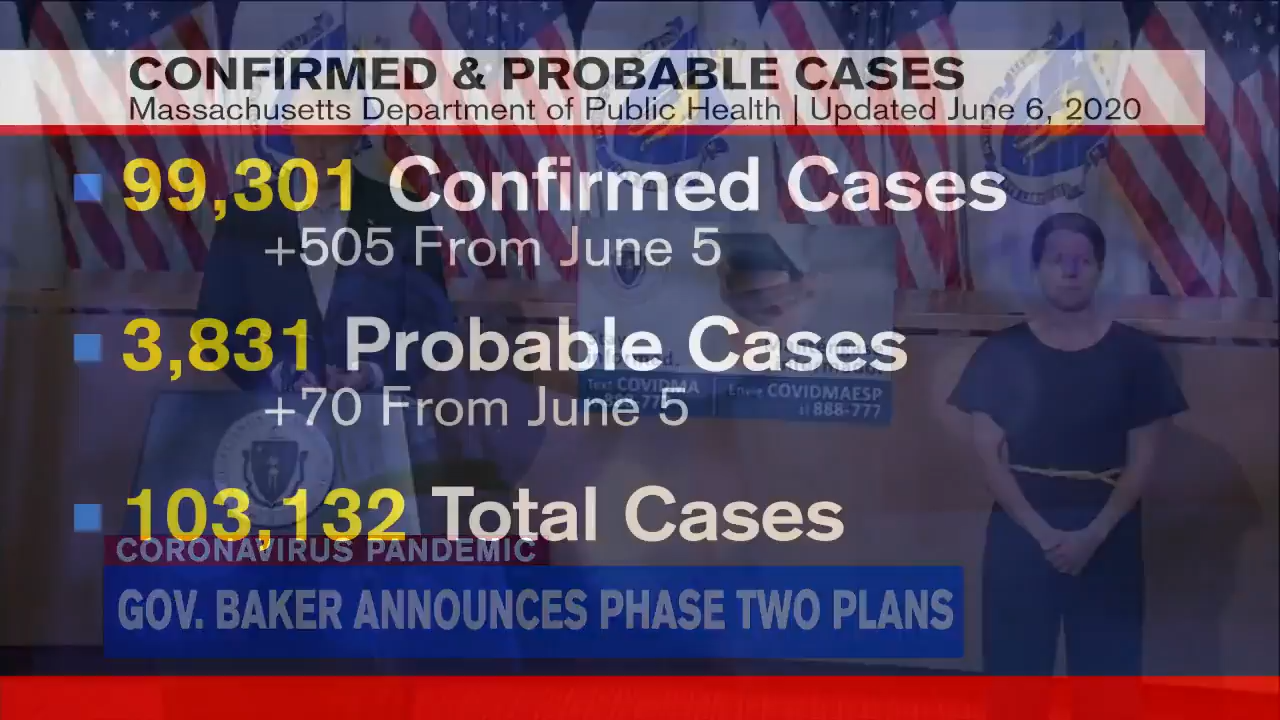 CONFIRMED & PROBABLE CASES
Massachusetts Department of Public Health | Updated June 6, 2020
99,301 Confirmed Cases
+505 From June 5
3,831 Probable Cases
Text COVIDMA
COVIDMAESP
888-777
+70 From June 5
103,132 Total Cases
CORONAVIRUS PANDEMIC
GOV. BAKER ANNOUNCES PHASE TWO PLANS